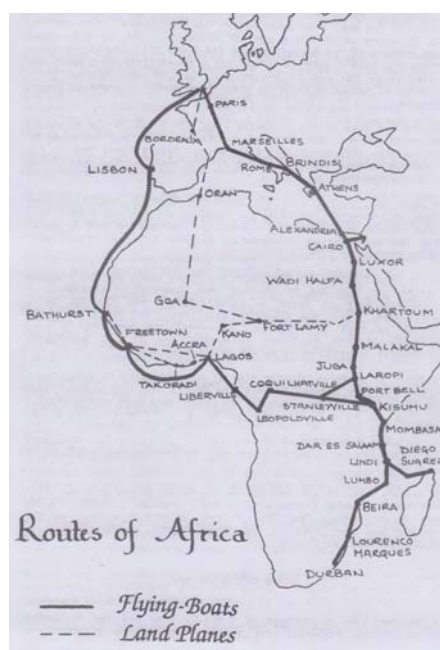 PARIS
BORDEAUX
MARSEILLES
LISBON
ROME
BRINDISI
ORAN
ATHENS
ALEXANDRIA
CAIRO
LUXOR
WADI HALFA
GOA
BATHURST
KANO
FORT LAMY
KHARTOUM
FREETOWN
ACCRA
LAGOS
MALAKAL
TAKORADI
JUBA
LAROPI
COQUILHATVILLE
PORT BELL
LIBERVILLE
STANLEYVILLE
KISUMU
LEOPOLDVILLE
MOMBASA
DAR ES SALAAM
DIEGO
SUAREZ
LINDI
LUMBO
BEIRA
Routes of Africa
LOURENCO
MARQUES
DURBAN
Flying-Boats
Land Planes